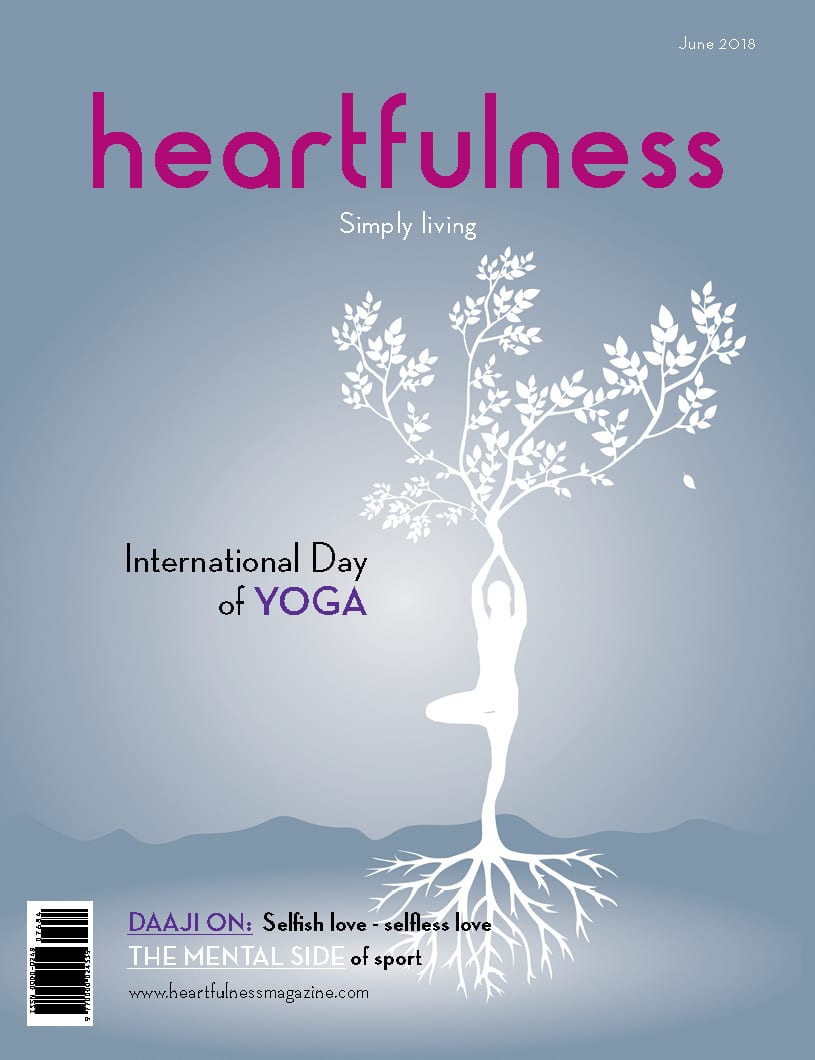 June 2018
heartfulness
Simply living
International Day
of YOGA
DAAJI ON: Selfish love - selfless love
THE MENTAL SIDE of sport
www.heartfulnessmagazine.com
07684